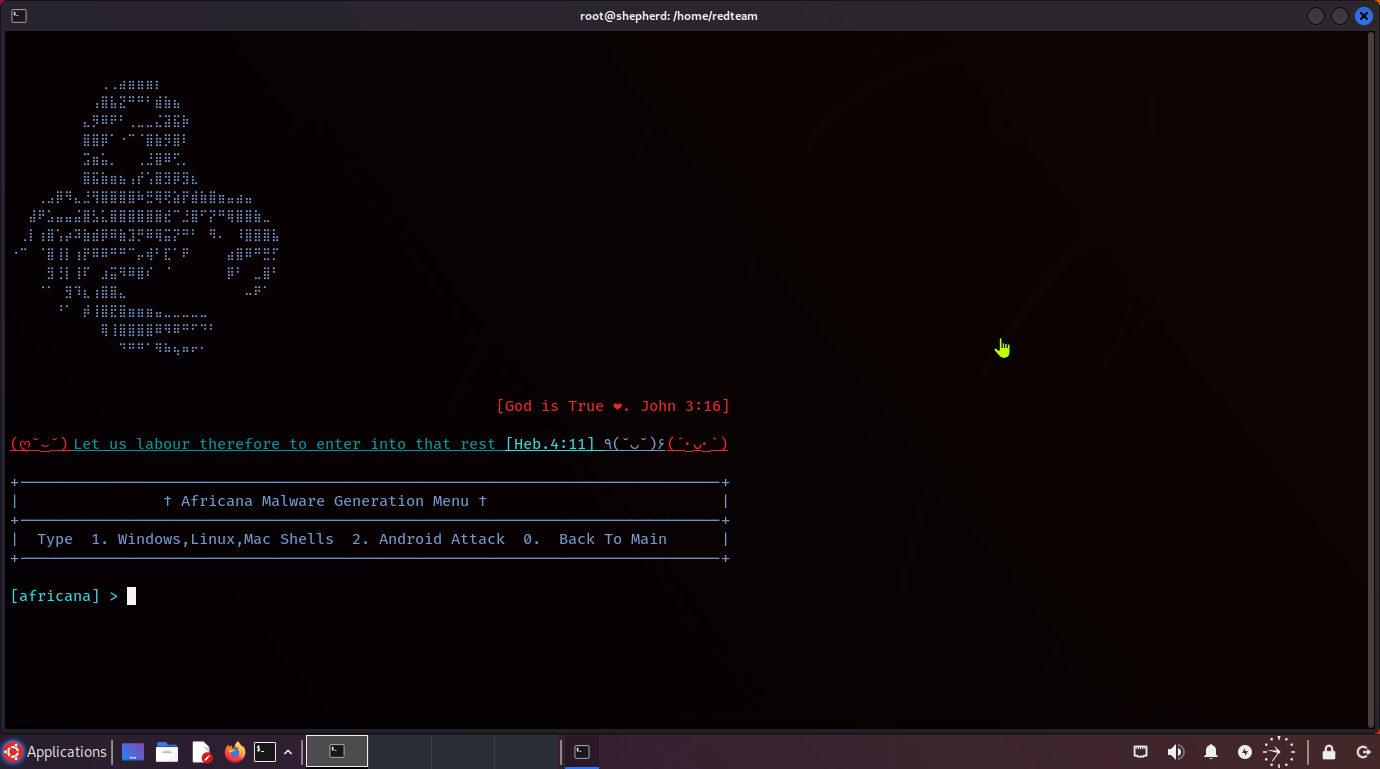 root@shepherd: /home/redteam
[God is True ❤. John 3:16]
(ღ˘⌣˘)Let us labour therefore to enter into that rest [Heb.4:11] ٩(˘◡˘)۶(´･ᴗ･`)
† Africana Malware Generation Menu †
Type 1. Windows,Linux,Mac Shells 2. Android Attack 0. Back To Main
[africana] >
Applications